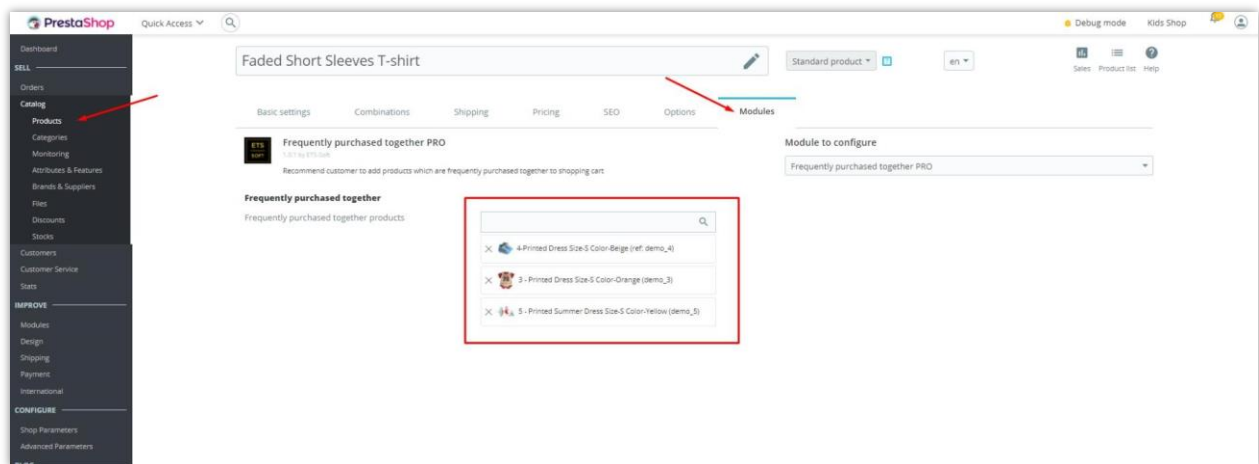 PrestaShop
Quick Access
Debug mode
Kids Shop
Dashboard
SELL
Orders
Catalog
Products
Categories
Monitoring
Attributes & Features
Brands & Suppliers
Files
Discounts
Stocks
Customers
Customer Service
Stats
IMPROVE
Modules
Design
Shipping
Payment
International
CONFIGURE
Shop Parameters
Advanced Parameters
Faded Short Sleeves T-shirt
Standard product
en
Sales Product list Help
Basic settings Combinations Shipping Pricing SEO Options Modules
ETS
SOFT
Frequently purchased together PRO
Recommend customer to add products which are frequently purchased together to shopping cart
Module to configure
Frequently purchased together PRO
Frequently purchased together
Frequently purchased together products
4-Printed Dress Size-S Color-Beige (ref: demo_4)
3 - Printed Dress Size-S Color-Orange (demo_3)
5 - Printed Summer Dress Size-S Color-Yellow (demo_5)